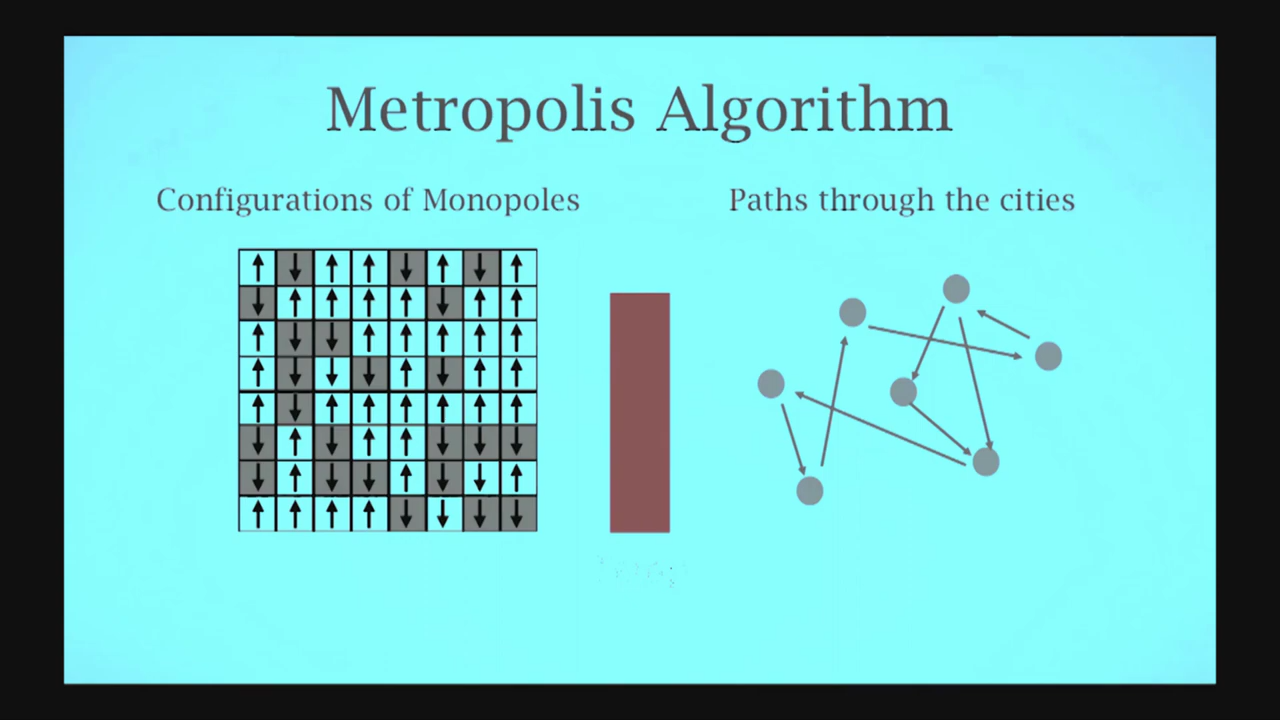 Metropolis Algorithm
Configurations of Monopoles
Paths through the cities